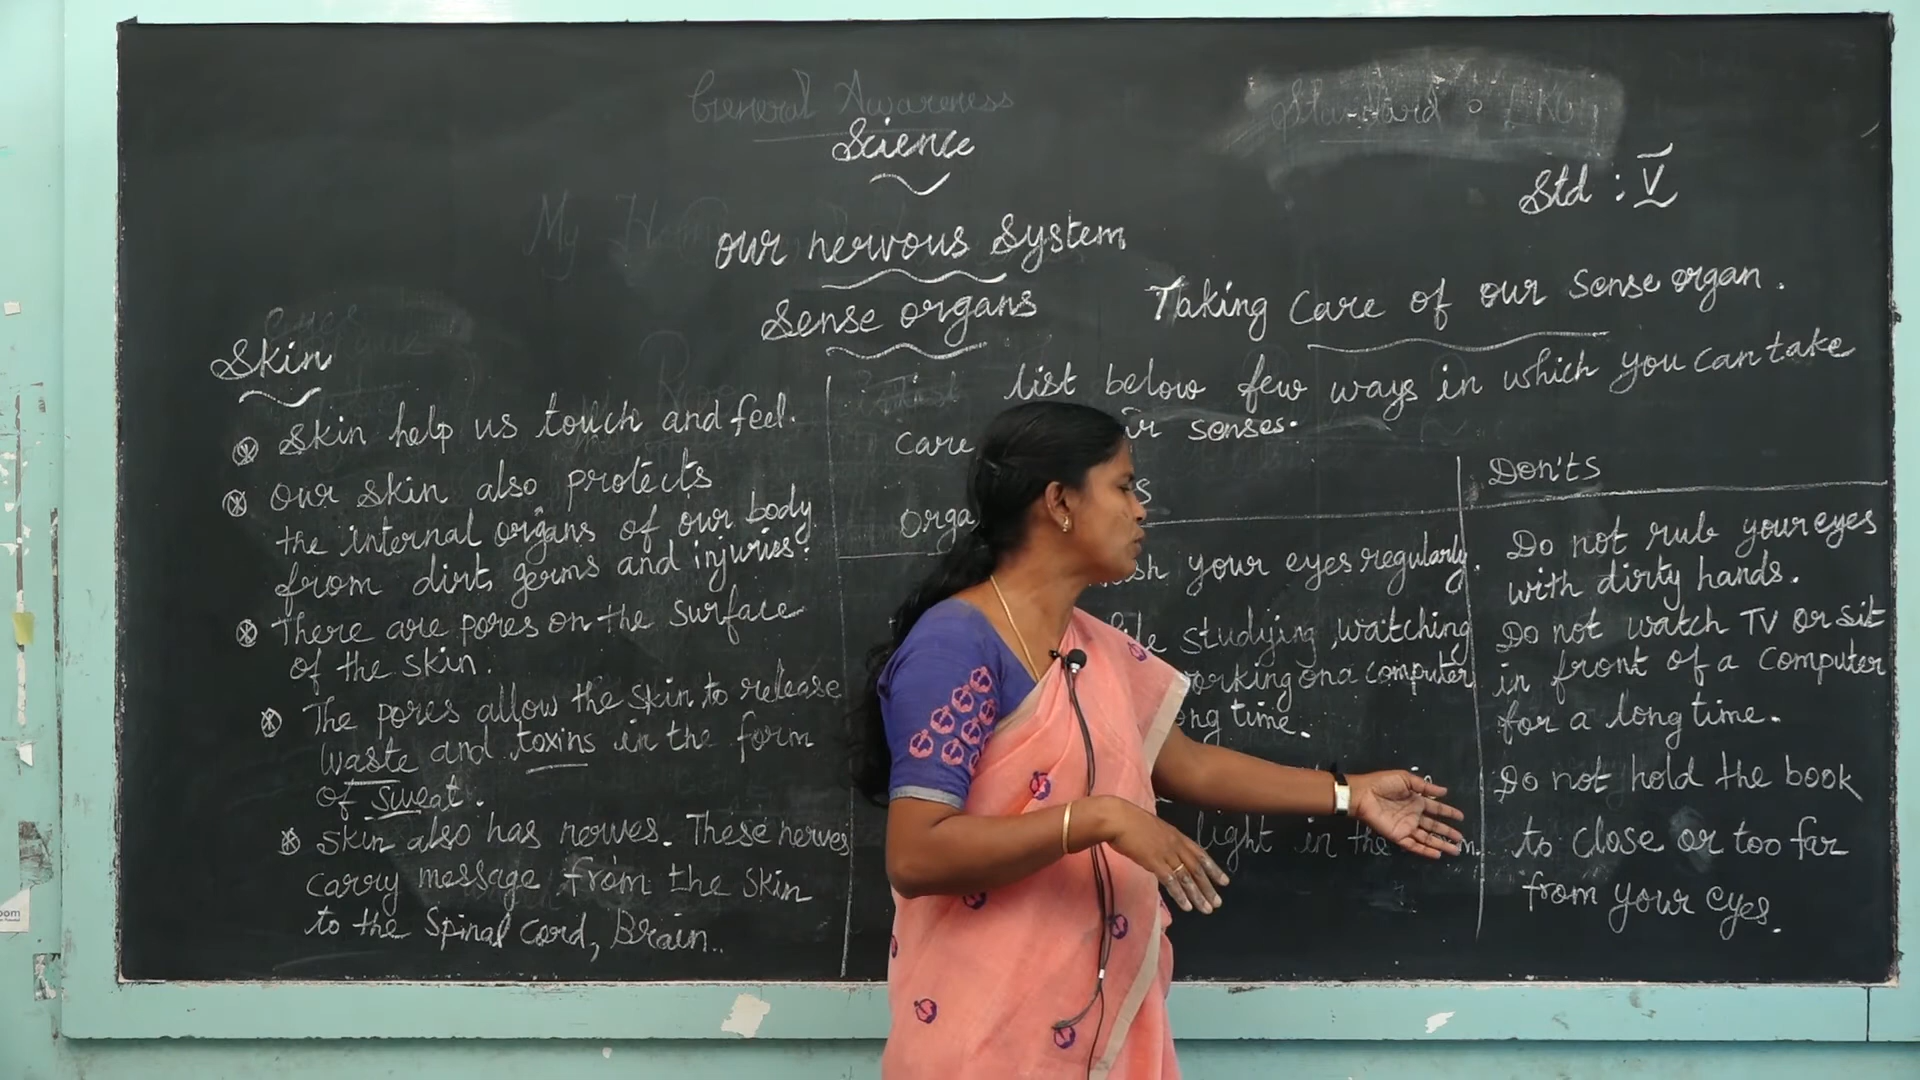 General Awareness
Standard :
Science
Std : V
My
Our nervous System
Sense organs
Skin
Skin help us touch and feel.
Our skin also protects
the internal organs of our body
from dirt, germs and injuries.
There are pores on the surface
of the skin.
The pores allow the skin to release
waste and toxins in the form
of sweat.
Skin also has nerves. These nerves
carry message from the skin
to the Spinal cord, Brain..
Taking Care of our Sense organ.
list below few ways in which you can take
care senses.
Orga
your eyes regularly.
studying, watching
on a computer
time.
light in the
Don'ts
Do not rub your eyes
with dirty hands.
Do not watch TV or sit
in front of a Computer
for a long time.
Do not hold the book
to close or too far
from your eyes.